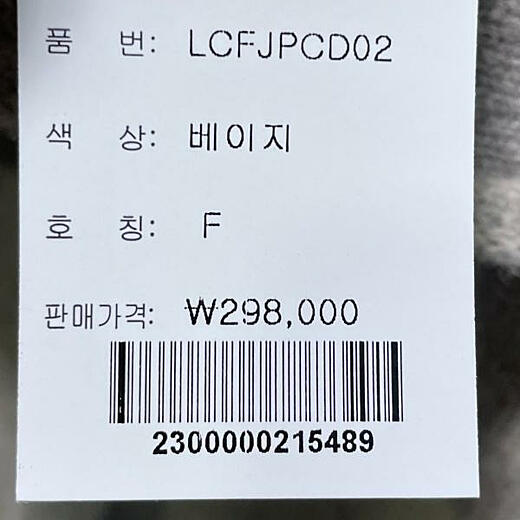 품 번: LCFJPCD02
색 상: 베이지
호 칭: F
판매가격: ₩298,000
2300000215489